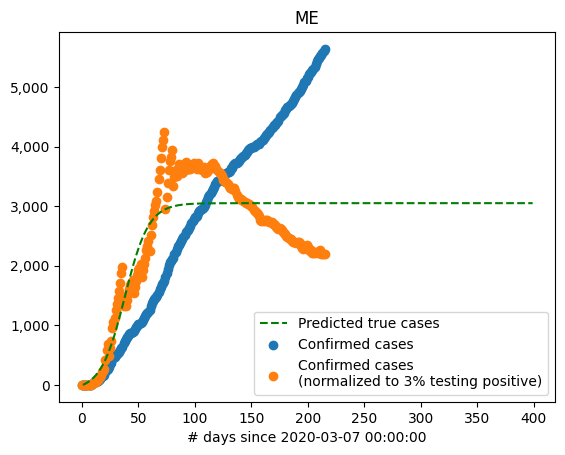 ME
5,000
4,000
3,000
2,000
1,000
0
Predicted true cases
Confirmed cases
Confirmed cases
(normalized to 3% testing positive)
0 50 100 150 200 250 300 350 400
# days since 2020-03-07 00:00:00